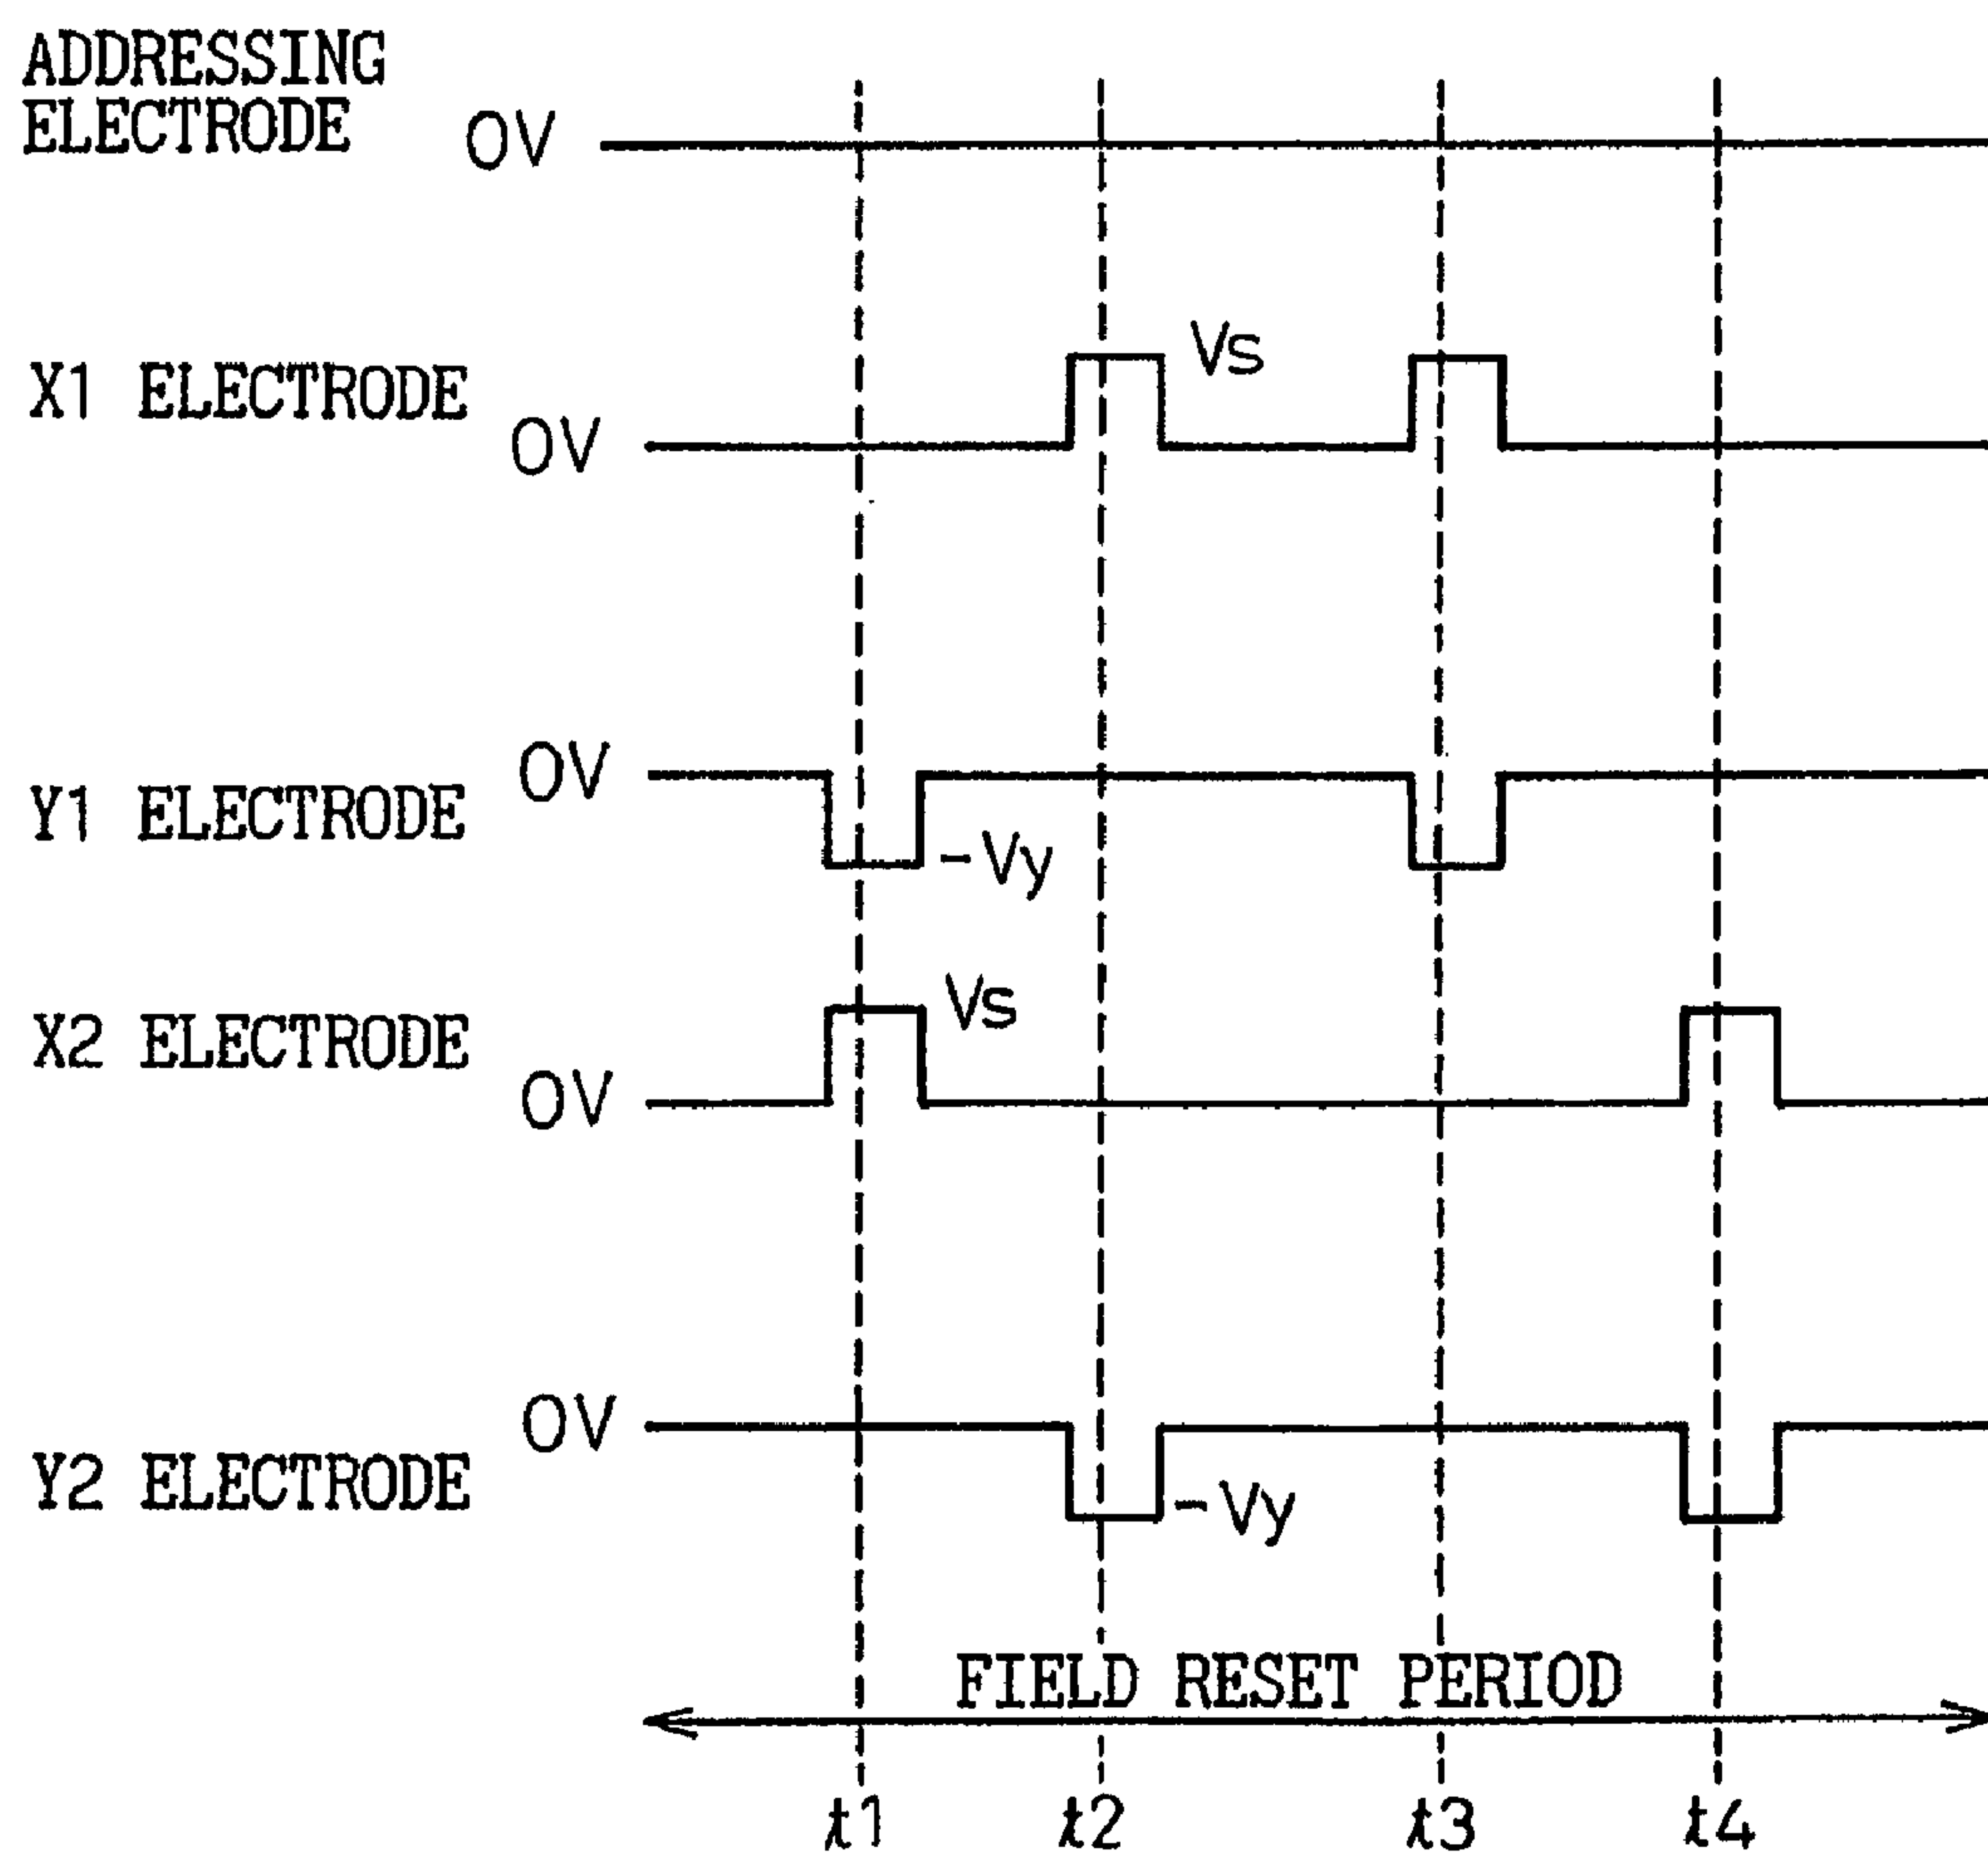 ADDRESSING
ELECTRODE
0V
X1 ELECTRODE
Vs
0V
Y1 ELECTRODE
0V
-Vy
X2 ELECTRODE
Vs
0V
Y2 ELECTRODE
0V
-Vy
FIELD RESET PERIOD
t1 t2 t3 t4